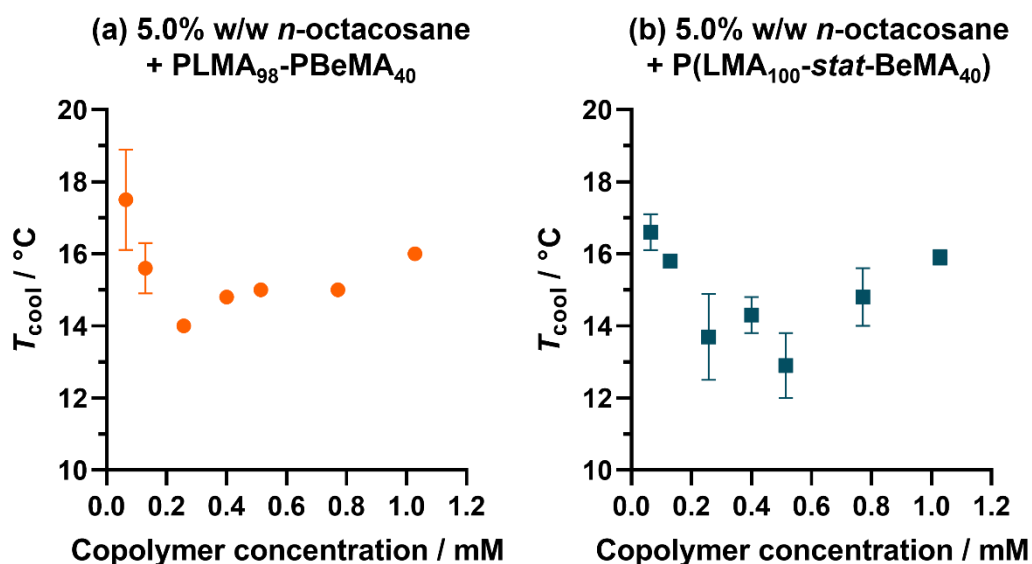 (a) 5.0% w/w n-octacosane
+ PLMA₉₈-PBeMA₄₀
20
18
16
14
12
10
T_cool / °C
0.0 0.2 0.4 0.6 0.8 1.0 1.2
Copolymer concentration / mM
(b) 5.0% w/w n-octacosane
+ P(LMA₁₀₀-stat-BeMA₄₀)
20
18
16
14
12
10
T_cool / °C
0.0 0.2 0.4 0.6 0.8 1.0 1.2
Copolymer concentration / mM